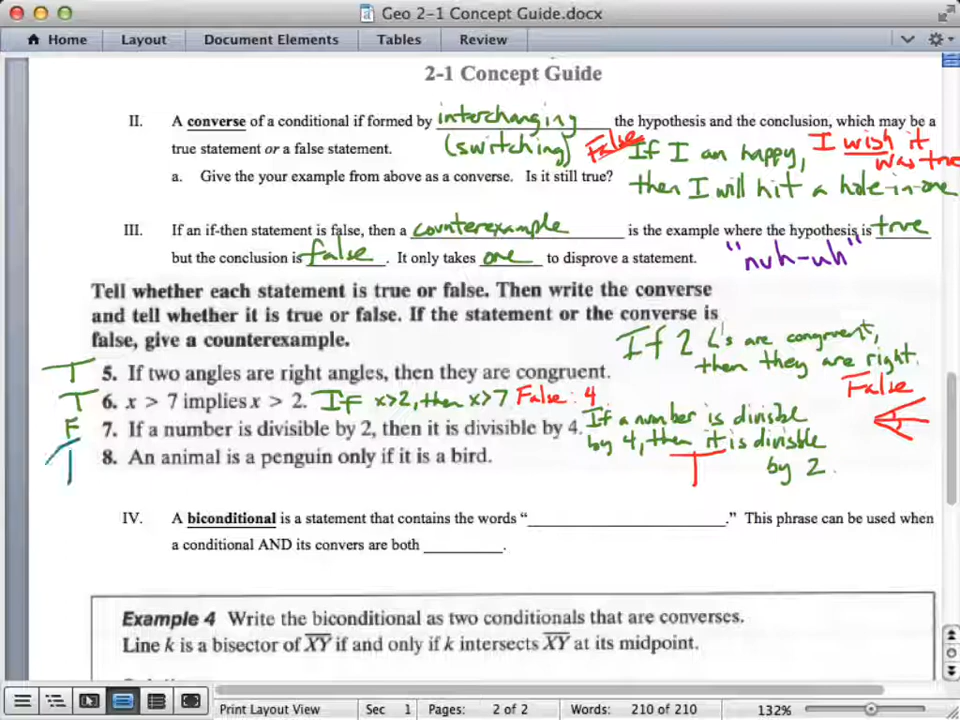 Geo 2-1 Concept Guide.docx
Home Layout Document Elements Tables Review
2-1 Concept Guide
II. A converse of a conditional if formed by interchanging the hypothesis and the conclusion, which may be a
(switching)
true statement or a false statement.
False If I am happy, I wish it was true
a. Give the your example from above as a converse. Is it still true? then I will hit a hole-in-one
III. If an if-then statement is false, then a counterexample is the example where the hypothesis is true
but the conclusion is false. It only takes one to disprove a statement. "nuh-uh"
Tell whether each statement is true or false. Then write the converse
and tell whether it is true or false. If the statement or the converse is
false, give a counterexample.
If 2 ∠'s are congruent,
then they are right.
False
T 5. If two angles are right angles, then they are congruent.
T 6. x > 7 implies x > 2. If x>2, then x>7 False: 4
F 7. If a number is divisible by 2, then it is divisible by 4. If a number is divisible
by 4, then it is divisible
by 2.
T
T 8. An animal is a penguin only if it is a bird.
IV. A biconditional is a statement that contains the words “____________________.” This phrase can be used when
a conditional AND its convers are both ________.
Example 4 Write the biconditional as two conditionals that are converses.
Line k is a bisector of XY if and only if k intersects XY at its midpoint.
Print Layout View Sec 1 Pages: 2 of 2 Words: 210 of 210 132%